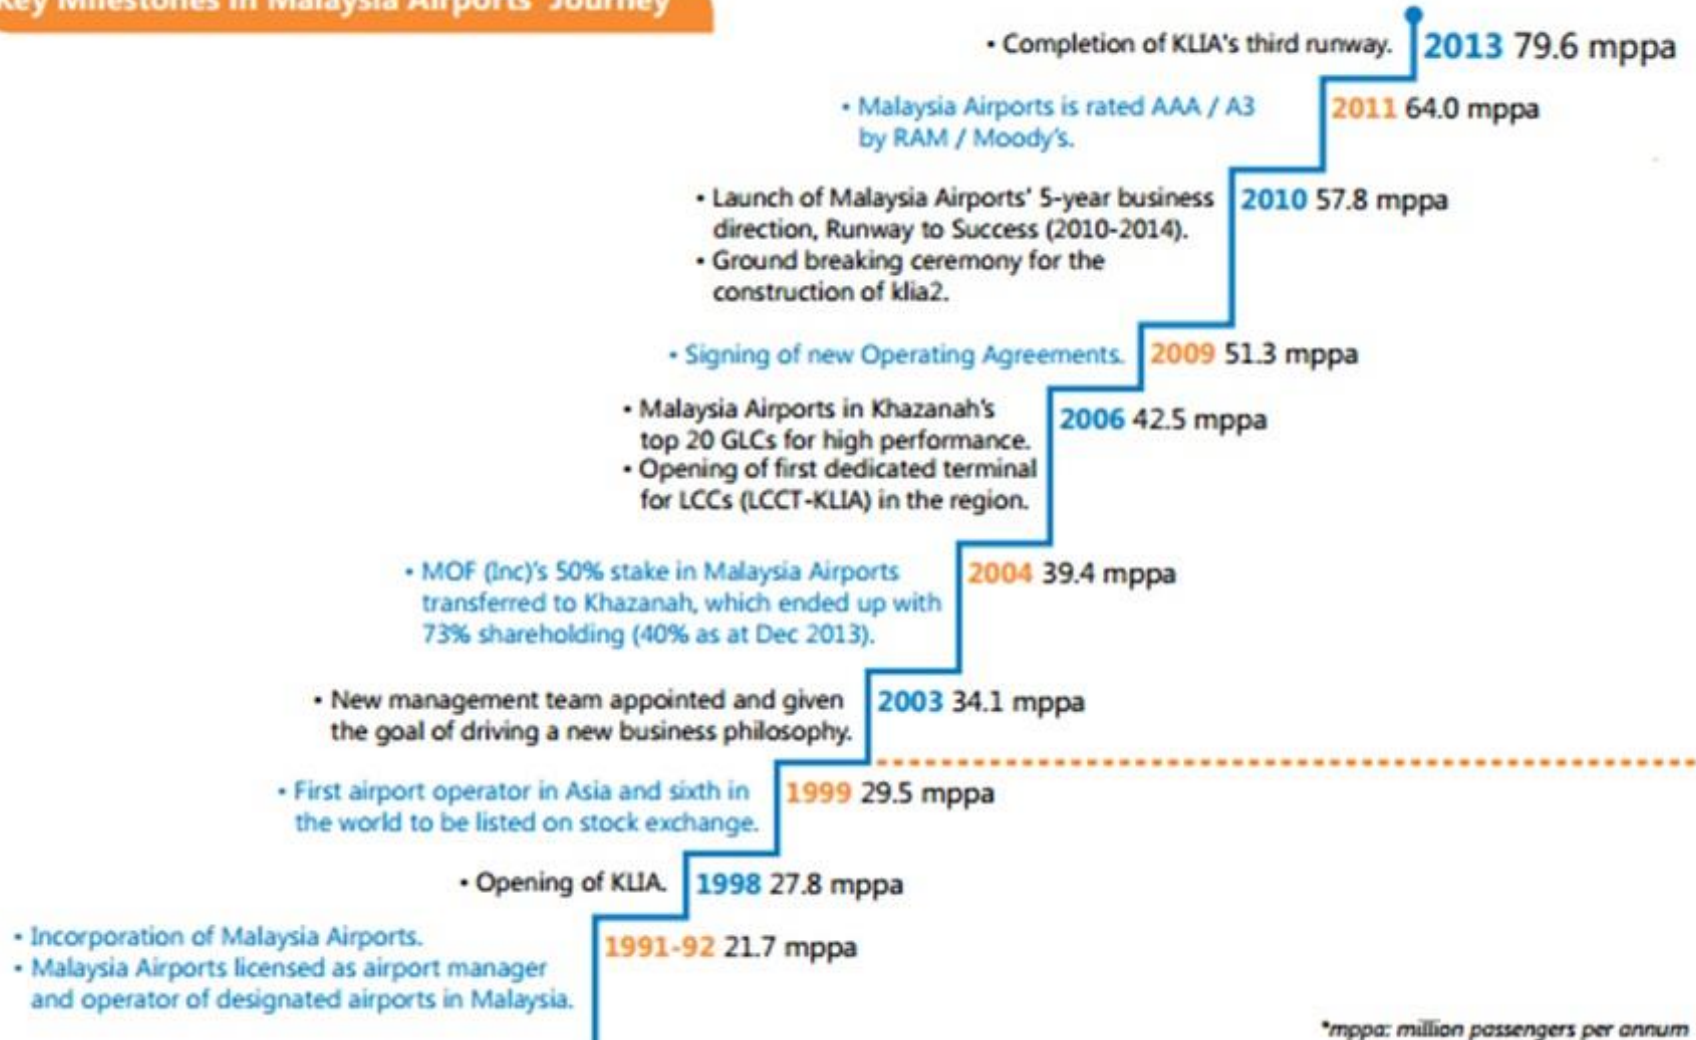 Key Milestones in Malaysia Airports' Journey
• Completion of KLIA's third runway.
2013 79.6 mppa
• Malaysia Airports is rated AAA / A3
by RAM / Moody's.
2011 64.0 mppa
• Launch of Malaysia Airports' 5-year business
direction, Runway to Success (2010-2014).
• Ground breaking ceremony for the
construction of klia2.
2010 57.8 mppa
• Signing of new Operating Agreements.
2009 51.3 mppa
• Malaysia Airports in Khazanah's
top 20 GLCs for high performance.
• Opening of first dedicated terminal
for LCCs (LCCT-KLIA) in the region.
2006 42.5 mppa
• MOF (Inc)'s 50% stake in Malaysia Airports
transferred to Khazanah, which ended up with
73% shareholding (40% as at Dec 2013).
2004 39.4 mppa
• New management team appointed and given
the goal of driving a new business philosophy.
2003 34.1 mppa
• First airport operator in Asia and sixth in
the world to be listed on stock exchange.
1999 29.5 mppa
• Opening of KLIA.
1998 27.8 mppa
• Incorporation of Malaysia Airports.
• Malaysia Airports licensed as airport manager
and operator of designated airports in Malaysia.
1991-92 21.7 mppa
*mppa: million passengers per annum